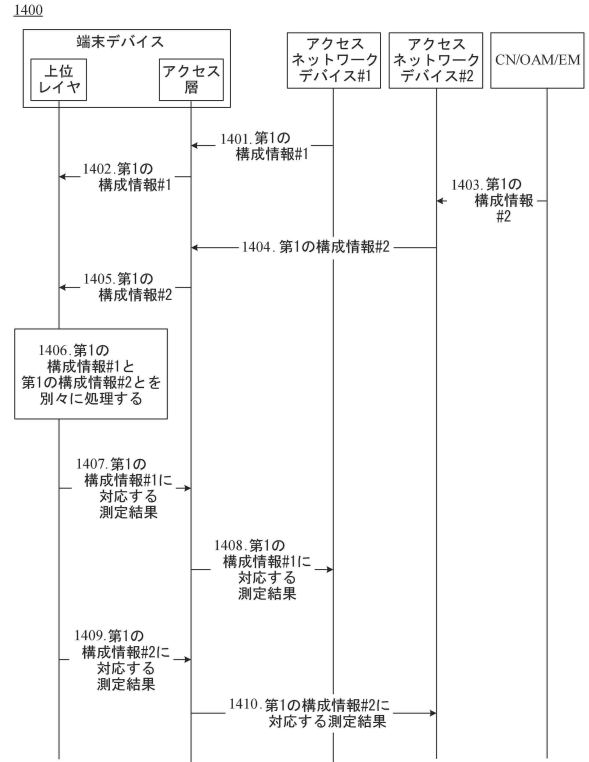 1400
端末デバイス
上位
レイヤ
アクセス
層
アクセス
ネットワーク
デバイス#1
アクセス
ネットワーク
デバイス#2
CN/OAM/EM
1401.第1の
構成情報#1
1402.第1の
構成情報#1
1403.第1の
構成情報
#2
1404.第1の構成情報#2
1405.第1の
構成情報#2
1406.第1の
構成情報#1と
第1の構成情報#2とを
別々に処理する
1407.第1の
構成情報#1に
対応する
測定結果
1408.第1の
構成情報#1に
対応する
測定結果
1409.第1の
構成情報#2に
対応する
測定結果
1410.第1の構成情報#2に
対応する測定結果